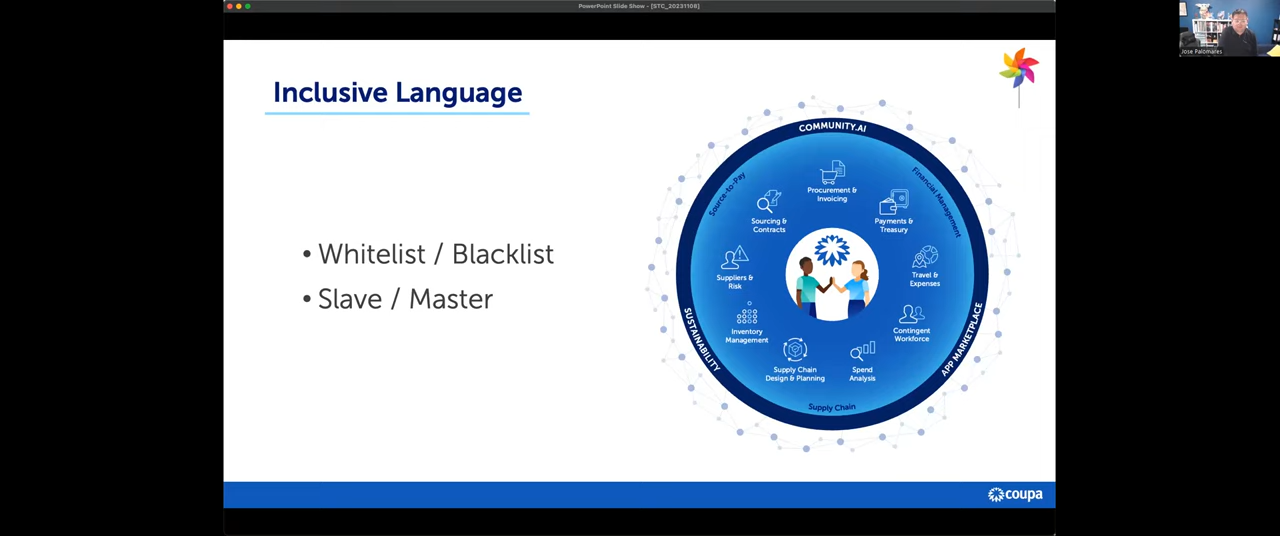 PowerPoint Slide Show - [STC_20231108]
Jose Palomares
Inclusive Language
• Whitelist / Blacklist
• Slave / Master
COMMUNITY.AI
Source-to-Pay
Financial Management
Procurement &
Invoicing
Sourcing &
Contracts
Payments &
Treasury
Suppliers &
Risk
Travel &
Expenses
Inventory
Management
Contingent
Workforce
Supply Chain
Design & Planning
Spend
Analysis
SUSTAINABILITY
APP MARKETPLACE
Supply Chain
coupa